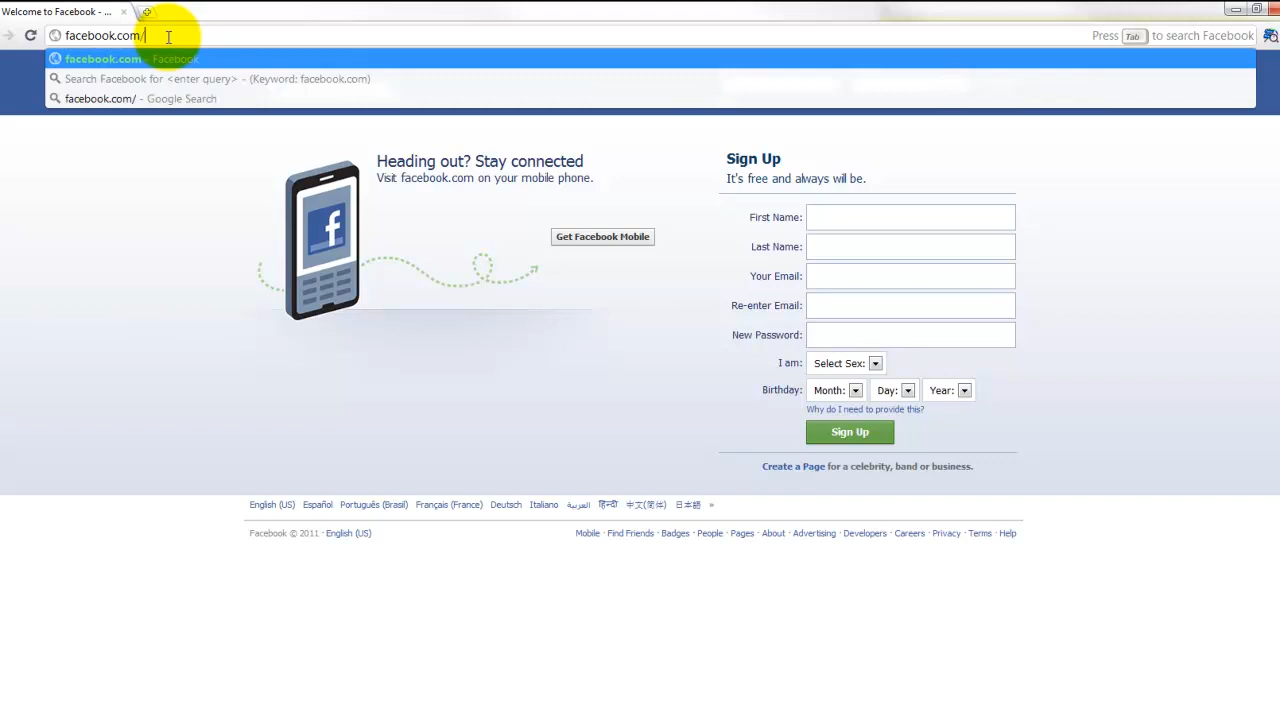 Welcome to Facebook - ...
facebook.com/
Press Tab to search Facebook
facebook.com - Facebook
Search Facebook for <enter query> - (Keyword: facebook.com)
facebook.com/ - Google Search
Heading out? Stay connected
Visit facebook.com on your mobile phone.
f
Get Facebook Mobile
Sign Up
It's free and always will be.
First Name:
Last Name:
Your Email:
Re-enter Email:
New Password:
I am: Select Sex:
Birthday: Month: Day: Year:
Why do I need to provide this?
Sign Up
Create a Page for a celebrity, band or business.
English (US) Español Português (Brasil) Français (France) Deutsch Italiano العربية हिन्दी 中文(简体) 日本語 »
Facebook © 2011 · English (US)
Mobile · Find Friends · Badges · People · Pages · About · Advertising · Developers · Careers · Privacy · Terms · Help